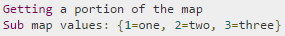 Getting a portion of the map
Sub map values: {1=one, 2=two, 3=three}